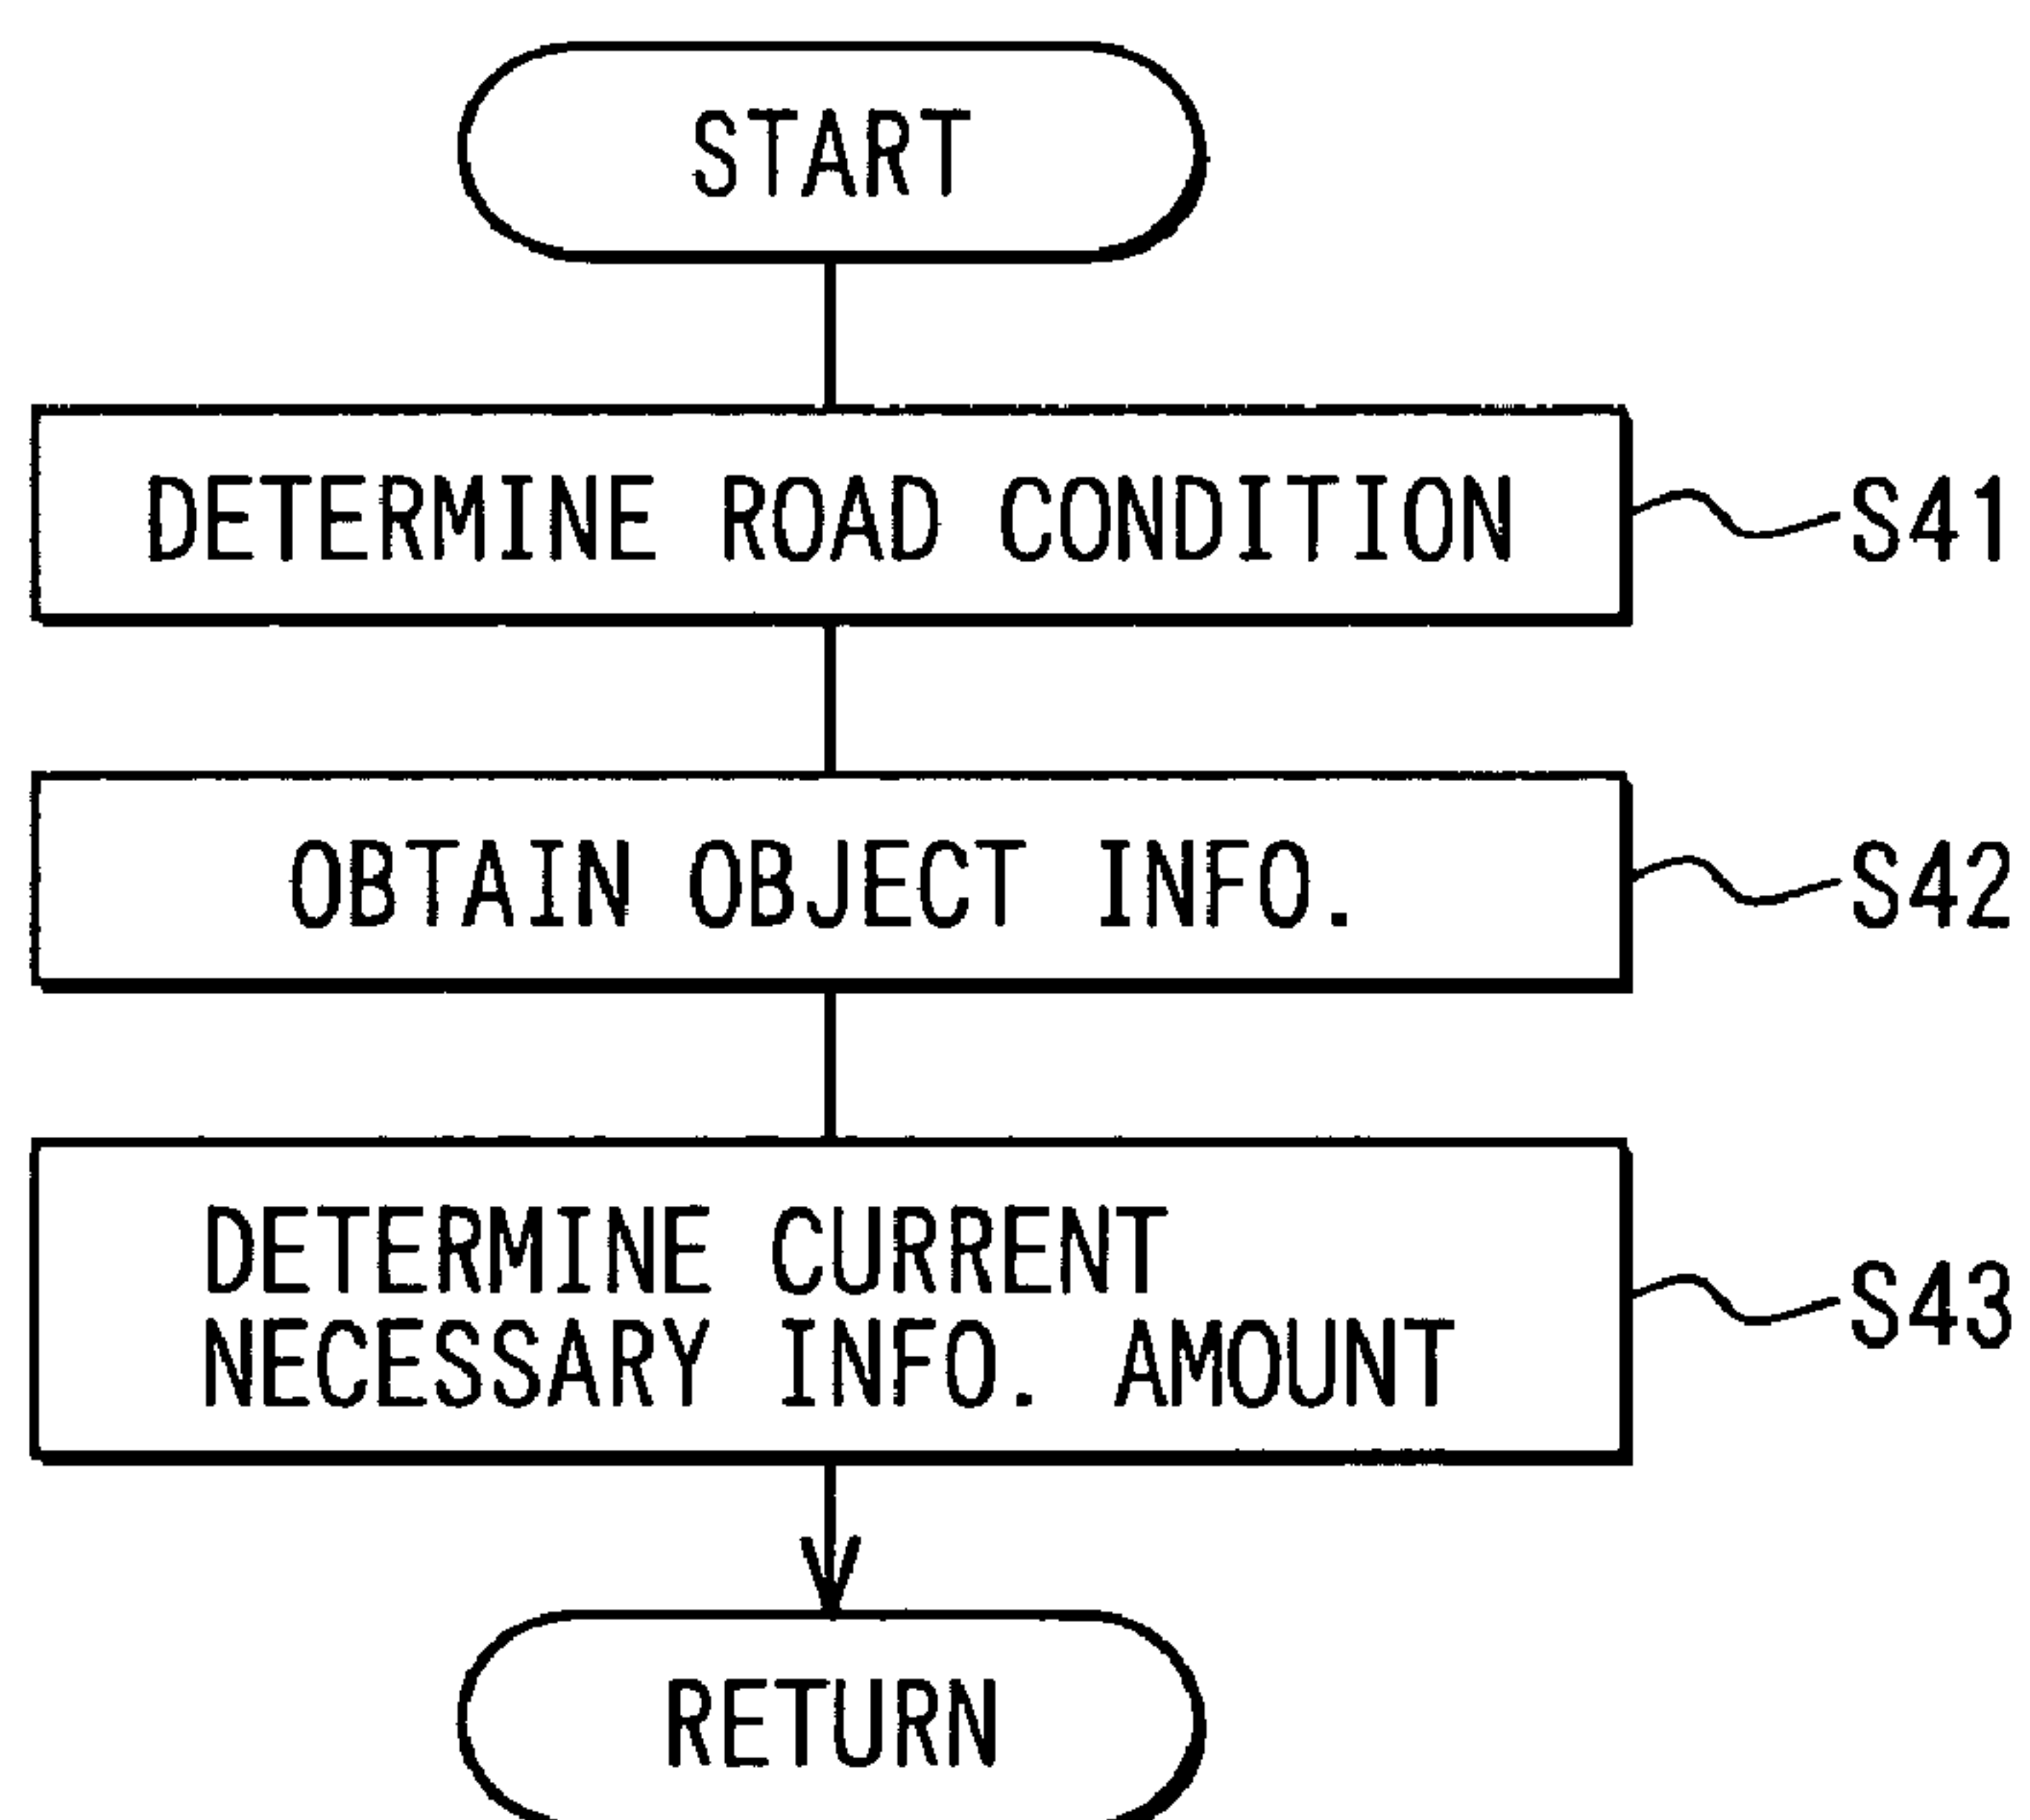 START
DETERMINE ROAD CONDITION
S41
OBTAIN OBJECT INFO.
S42
DETERMINE CURRENT
NECESSARY INFO. AMOUNT
S43
RETURN